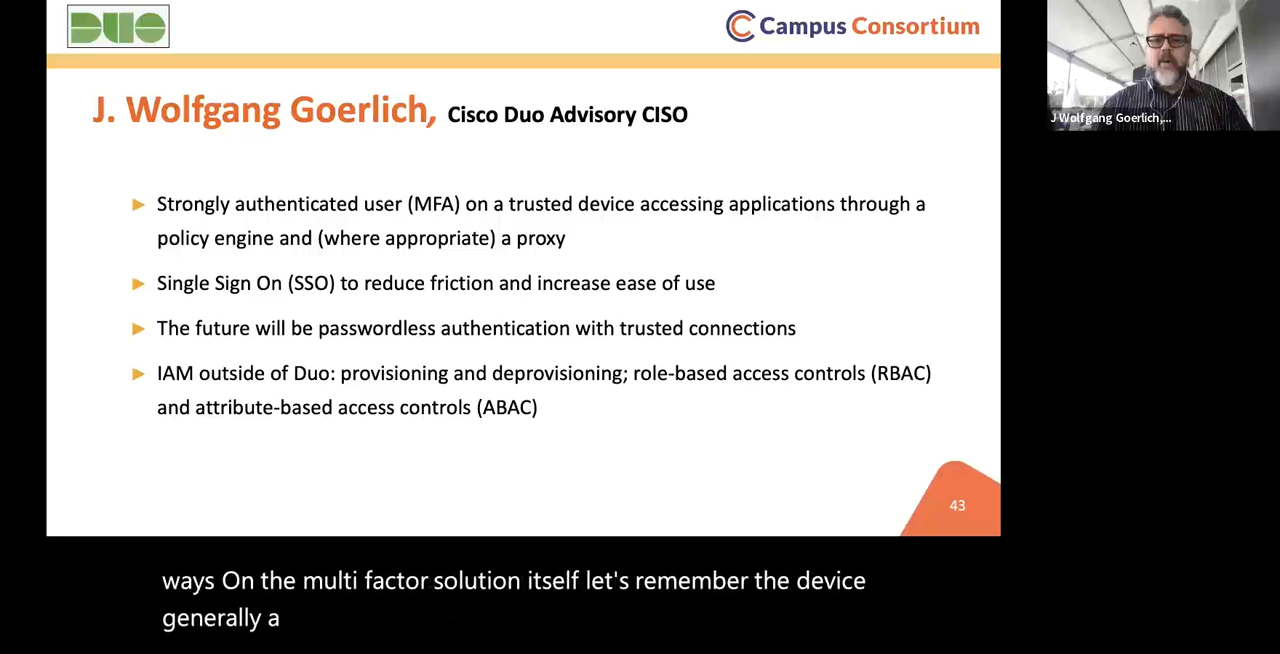 DUO
Campus Consortium
J. Wolfgang Goerlich, Cisco Duo Advisory CISO
J Wolfgang Goerlich,...
Strongly authenticated user (MFA) on a trusted device accessing applications through a
policy engine and (where appropriate) a proxy
Single Sign On (SSO) to reduce friction and increase ease of use
The future will be passwordless authentication with trusted connections
IAM outside of Duo: provisioning and deprovisioning; role-based access controls (RBAC)
and attribute-based access controls (ABAC)
43
ways On the multi factor solution itself let's remember the device
generally a